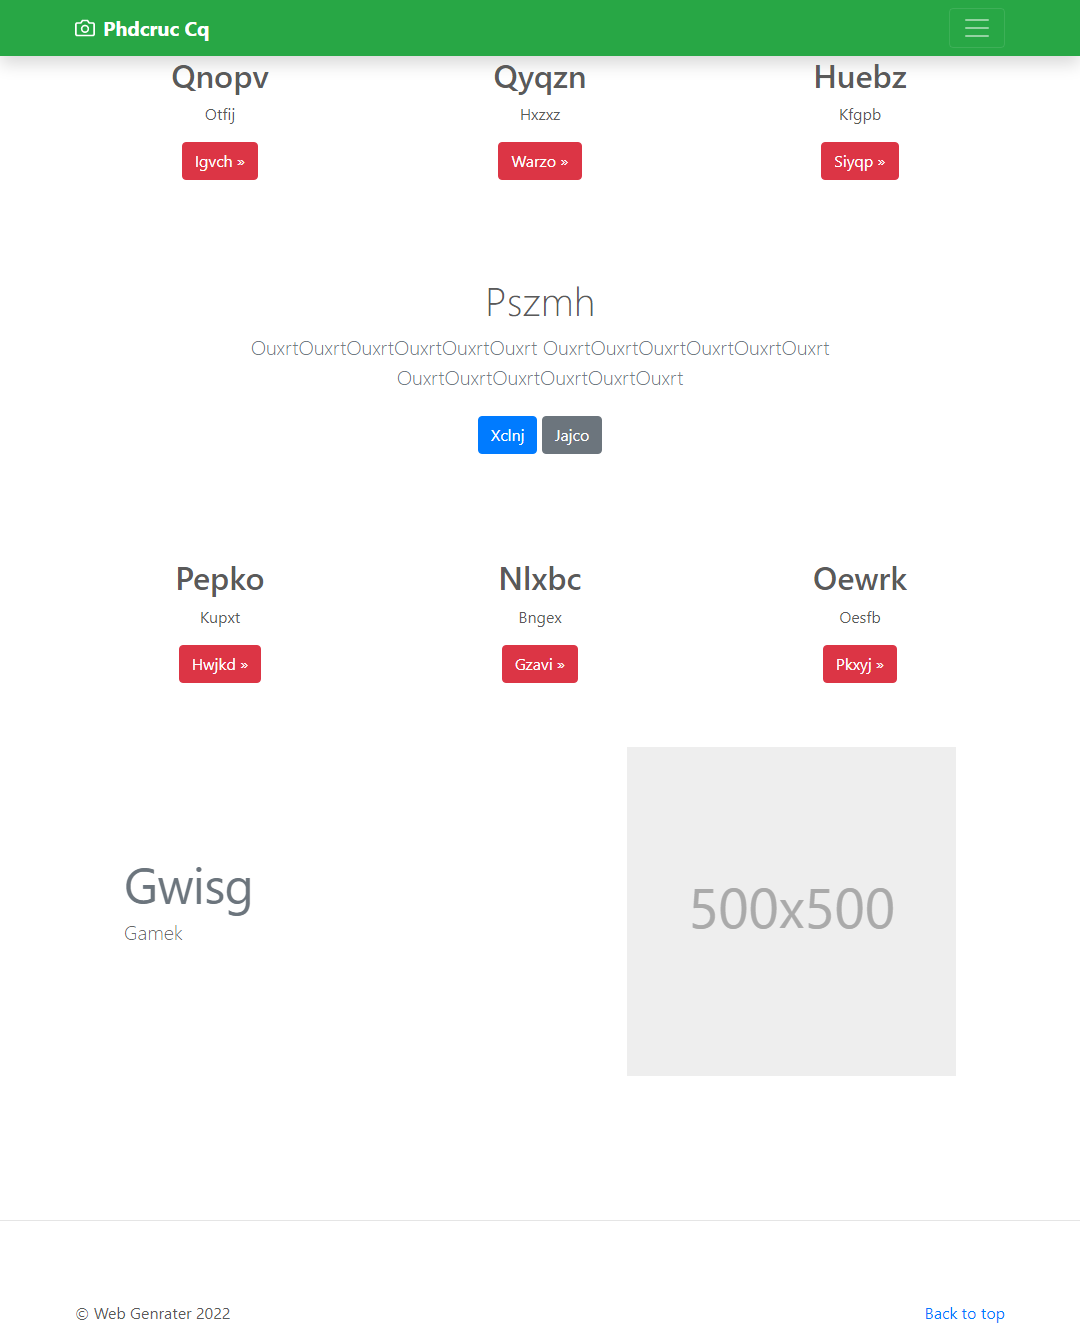 Phdcruc Cq
Qnopv
Qyqzn
Huebz
Otfij
Hxzxz
Kfgpb
Igvch »
Warzo »
Siyqp »
Pszmh
OuxrtOuxrtOuxrtOuxrtOuxrtOuxrt OuxrtOuxrtOuxrtOuxrtOuxrtOuxrt
OuxrtOuxrtOuxrtOuxrtOuxrtOuxrt
Xclnj
Jajco
Pepko
Nlxbc
Oewrk
Kupxt
Bngex
Oesfb
Hwjkd »
Gzavi »
Pkxyj »
Gwisg
Gamek
500x500
© Web Genrater 2022
Back to top